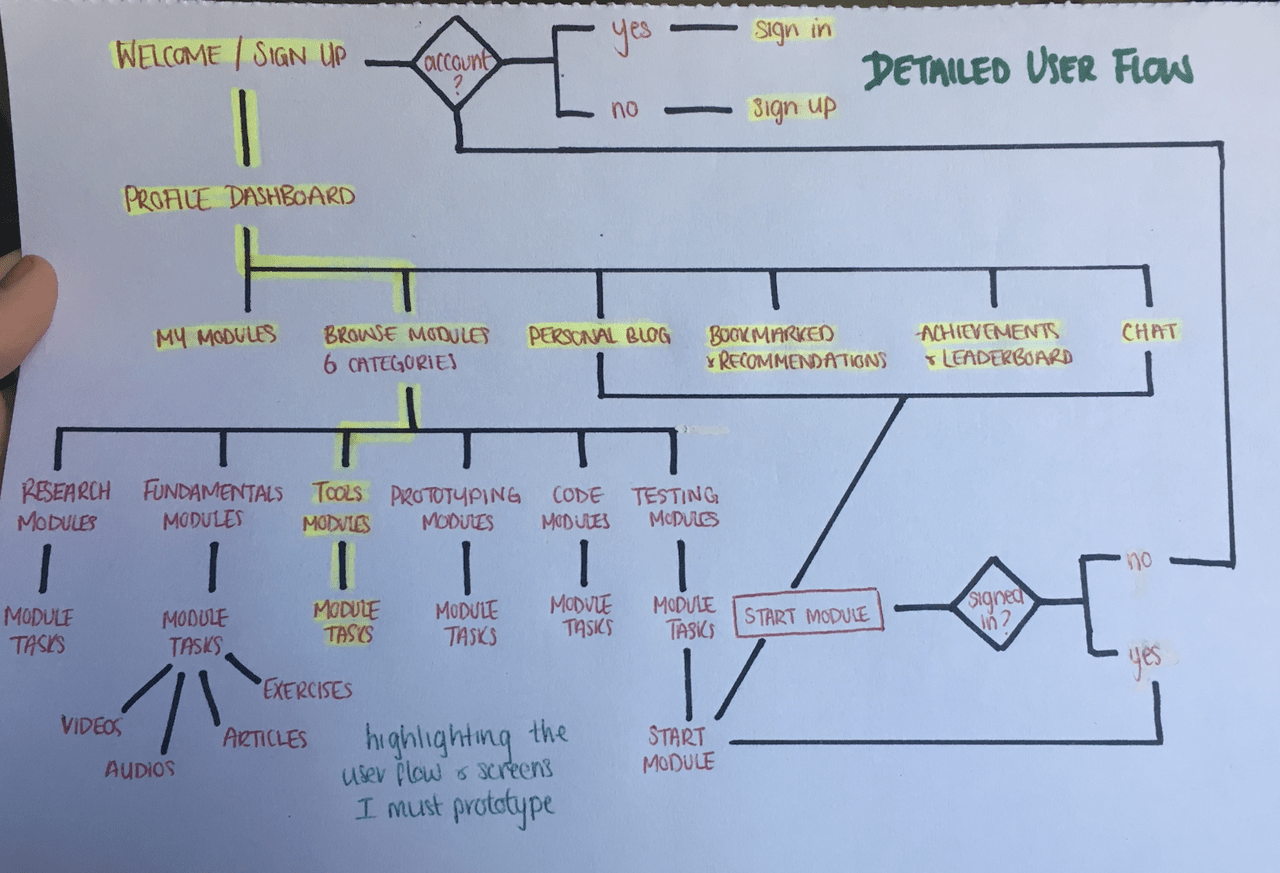 WELCOME / SIGN UP
account
?
yes
sign in
no
sign up
DETAILED USER FLOW
PROFILE DASHBOARD
MY MODULES
BROWSE MODULES
6 CATEGORIES
PERSONAL BLOG
BOOKMARKED
& RECOMMENDATIONS
ACHIEVEMENTS
& LEADERBOARD
CHAT
RESEARCH
MODULES
FUNDAMENTALS
MODULES
TOOLS
MODULES
PROTOTYPING
MODULES
CODE
MODULES
TESTING
MODULES
MODULE
TASKS
MODULE
TASKS
MODULE
TASKS
MODULE
TASKS
MODULE
TASKS
MODULE
TASKS
START MODULE
signed
in?
no
yes
VIDEOS
AUDIOS
ARTICLES
EXERCISES
highlighting the
user flow & screens
I must prototype
START
MODULE